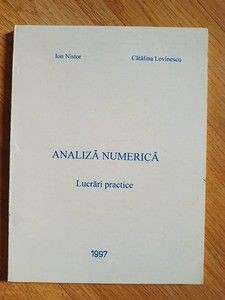 Ion Nistor Cătălina Lovinescu
ANALIZĂ NUMERICĂ
Lucrări practice
1997